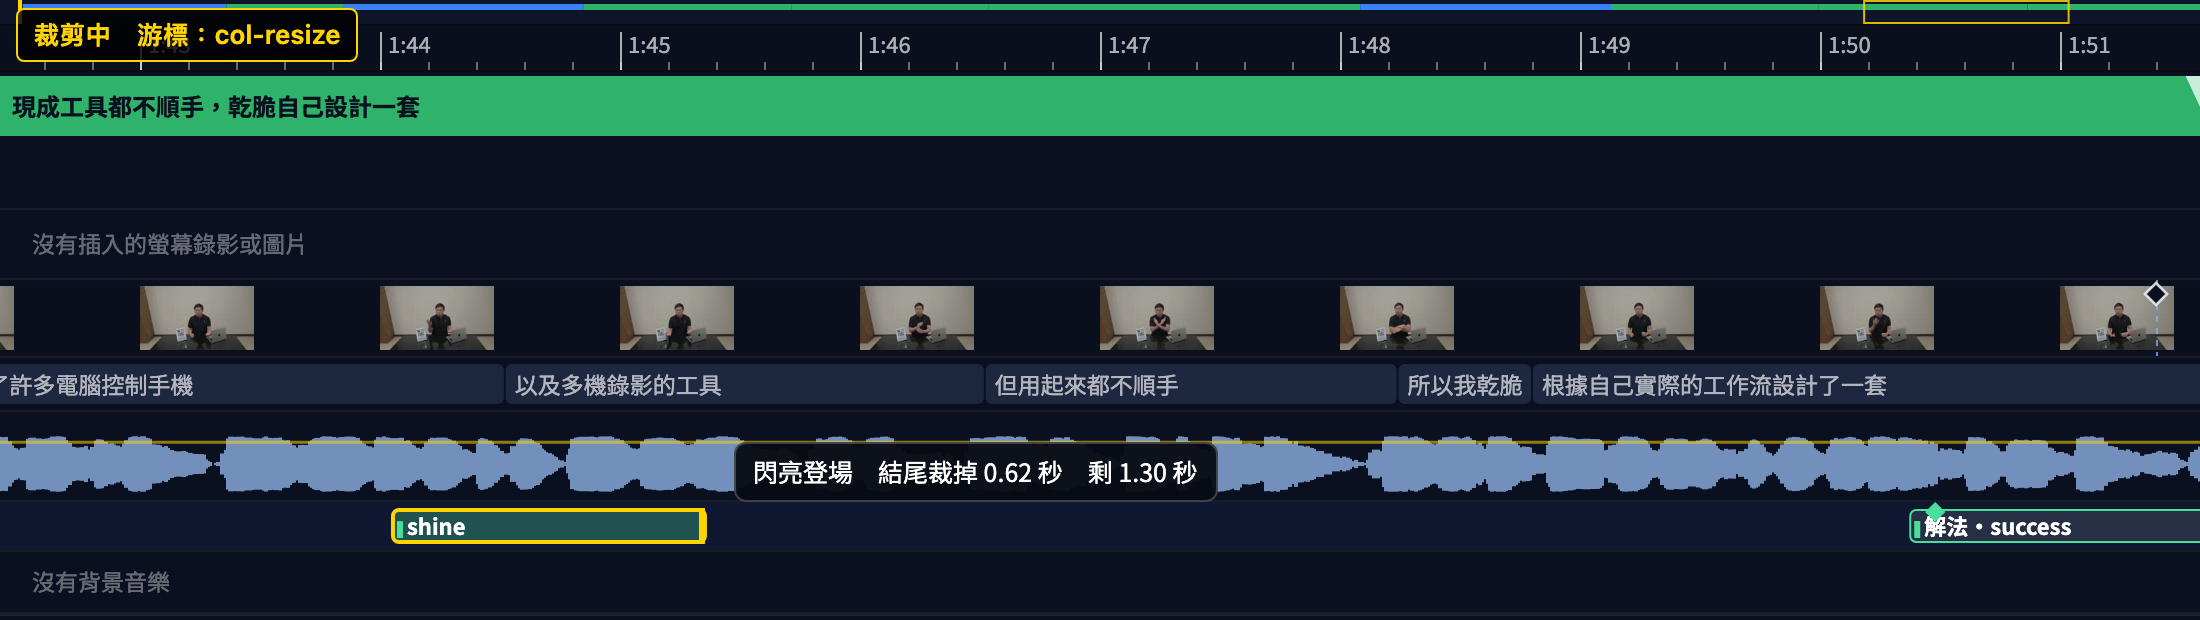 裁剪中　游標：col-resize
1:44
1:45
1:46
1:47
1:48
1:49
1:50
1:51
現成工具都不順手，乾脆自己設計一套
沒有插入的螢幕錄影或圖片
了許多電腦控制手機
以及多機錄影的工具
但用起來都不順手
所以我乾脆
根據自己實際的工作流設計了一套
閃亮登場　結尾裁掉 0.62 秒　剩 1.30 秒
shine
解法・success
沒有背景音樂